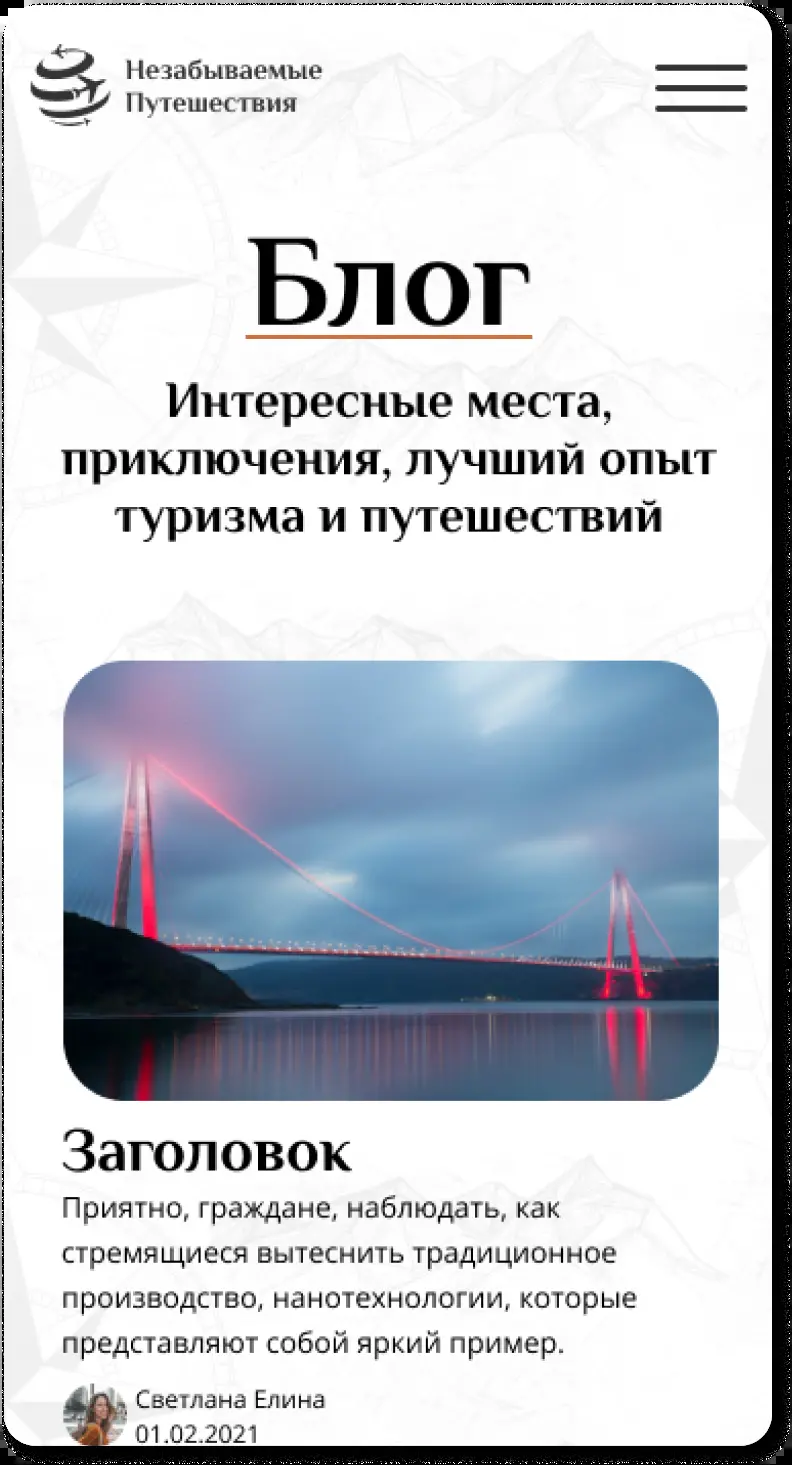 Незабываемые
Путешествия
Блог
Интересные места,
приключения, лучший опыт
туризма и путешествий
Заголовок
Приятно, граждане, наблюдать, как
стремящиеся вытеснить традиционное
производство, нанотехнологии, которые
представляют собой яркий пример.
Светлана Елина
01.02.2021